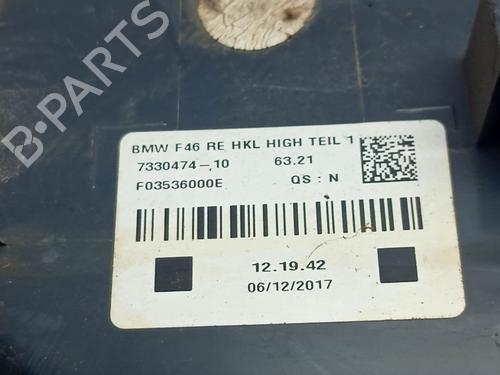 BMW F46 RE HKL HIGH TEIL 1
7330474-,10 63.21
F03536000E QS : N
12.19.42
06/12/2017
B-PARTS